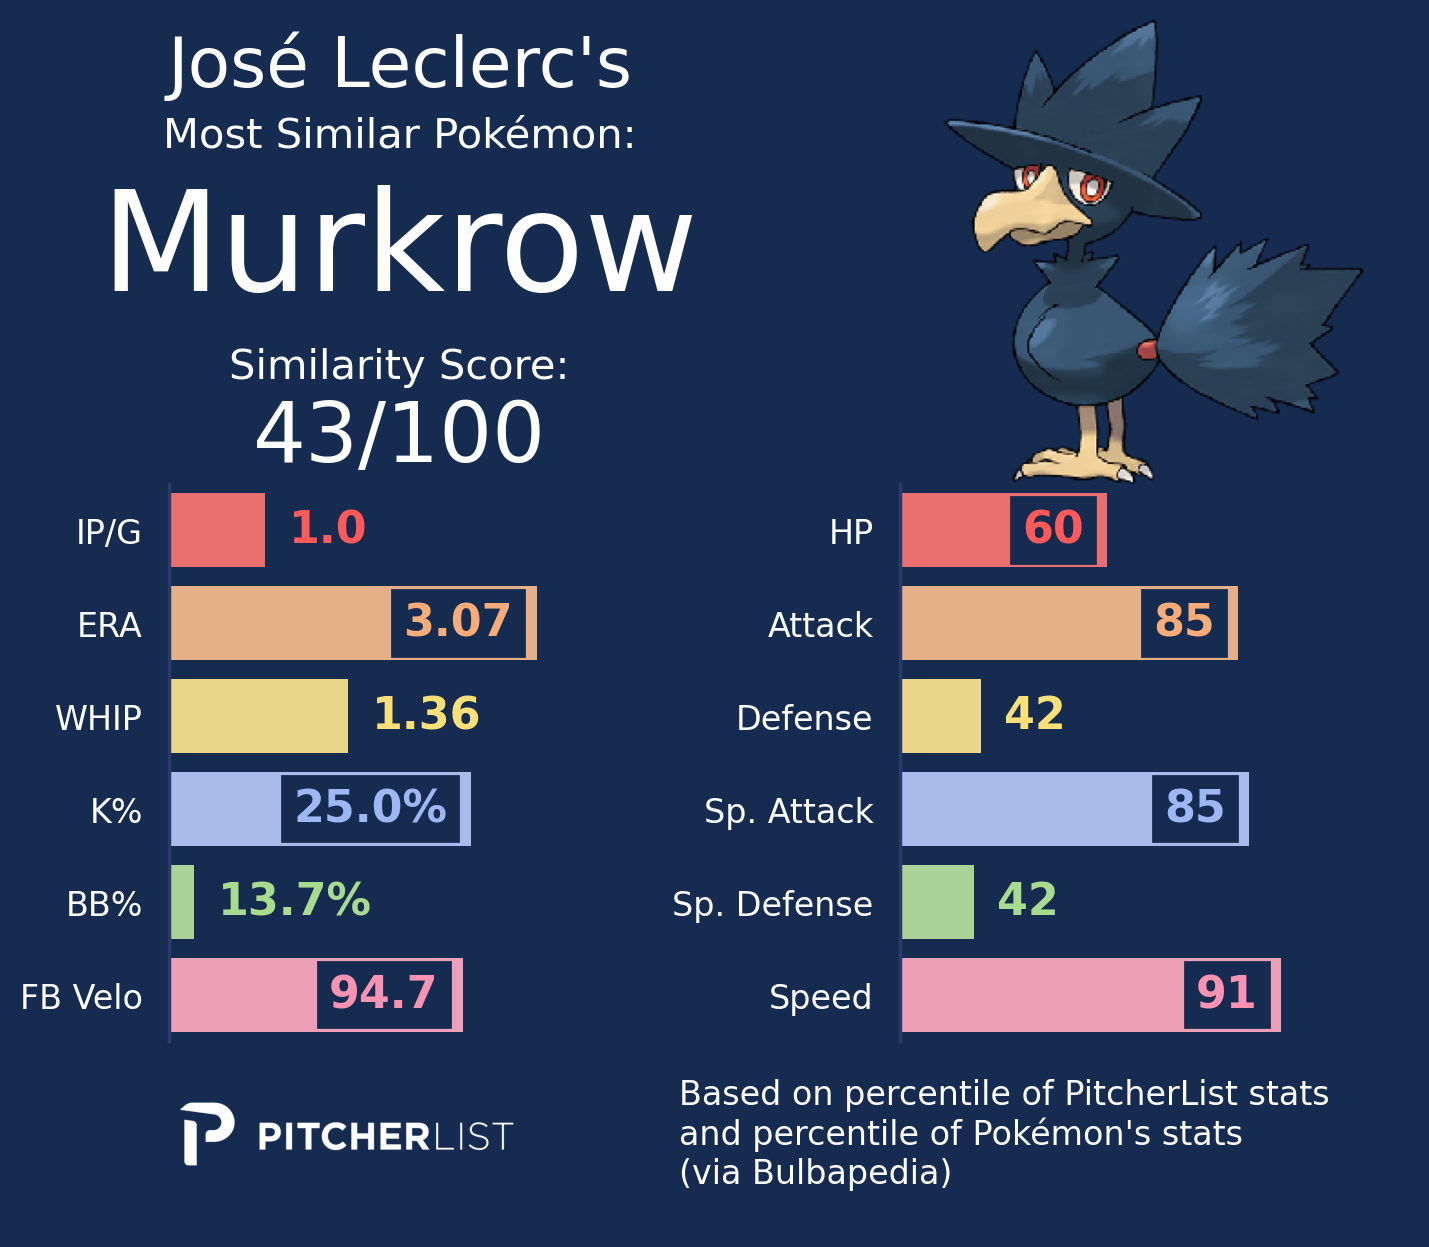 José Leclerc's
Most Similar Pokémon:
Murkrow
Similarity Score:
43/100
IP/G 1.0
ERA 3.07
WHIP 1.36
K% 25.0%
BB% 13.7%
FB Velo 94.7
HP 60
Attack 85
Defense 42
Sp. Attack 85
Sp. Defense 42
Speed 91
PITCHERLIST
Based on percentile of PitcherList stats
and percentile of Pokémon's stats
(via Bulbapedia)